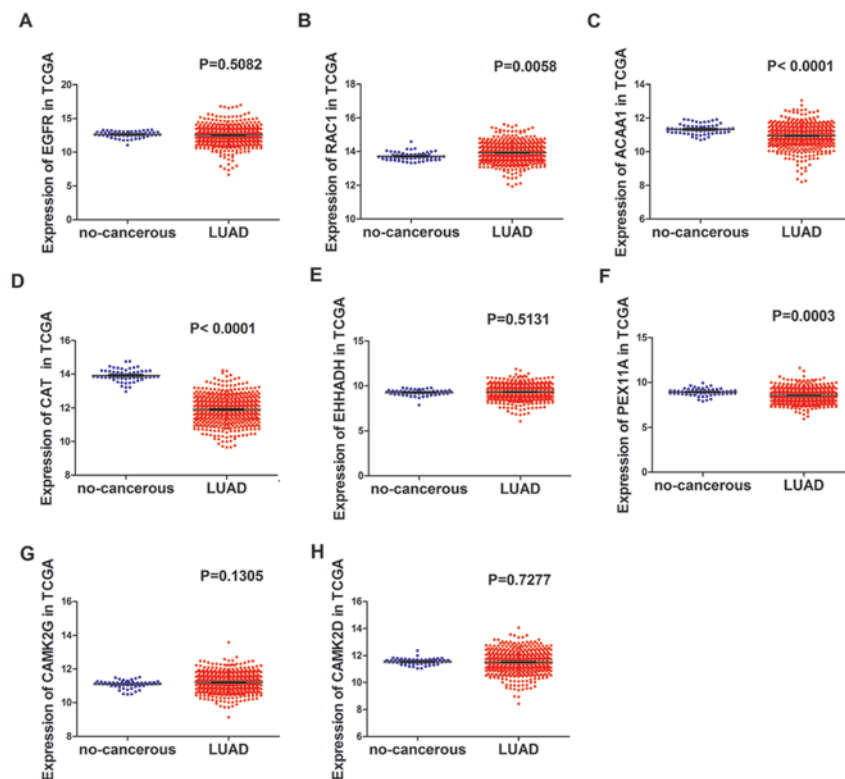 A
P=0.5082
Expression of EGFR in TCGA
20
15
10
5
0
no-cancerous LUAD
B
P=0.0058
Expression of RAC1 in TCGA
18
16
14
12
10
no-cancerous LUAD
C
P< 0.0001
Expression of ACAA1 in TCGA
14
12
10
8
6
no-cancerous LUAD
D
P< 0.0001
Expression of CAT in TCGA
16
14
12
10
8
no-cancerous LUAD
E
P=0.5131
Expression of EHHADH in TCGA
15
10
5
0
no-cancerous LUAD
F
P=0.0003
Expression of PEX11A in TCGA
15
10
5
0
no-cancerous LUAD
G
P=0.1305
Expression of CAMK2G in TCGA
16
14
12
10
8
no-cancerous LUAD
H
P=0.7277
Expression of CAMK2D in TCGA
16
14
12
10
8
6
no-cancerous LUAD